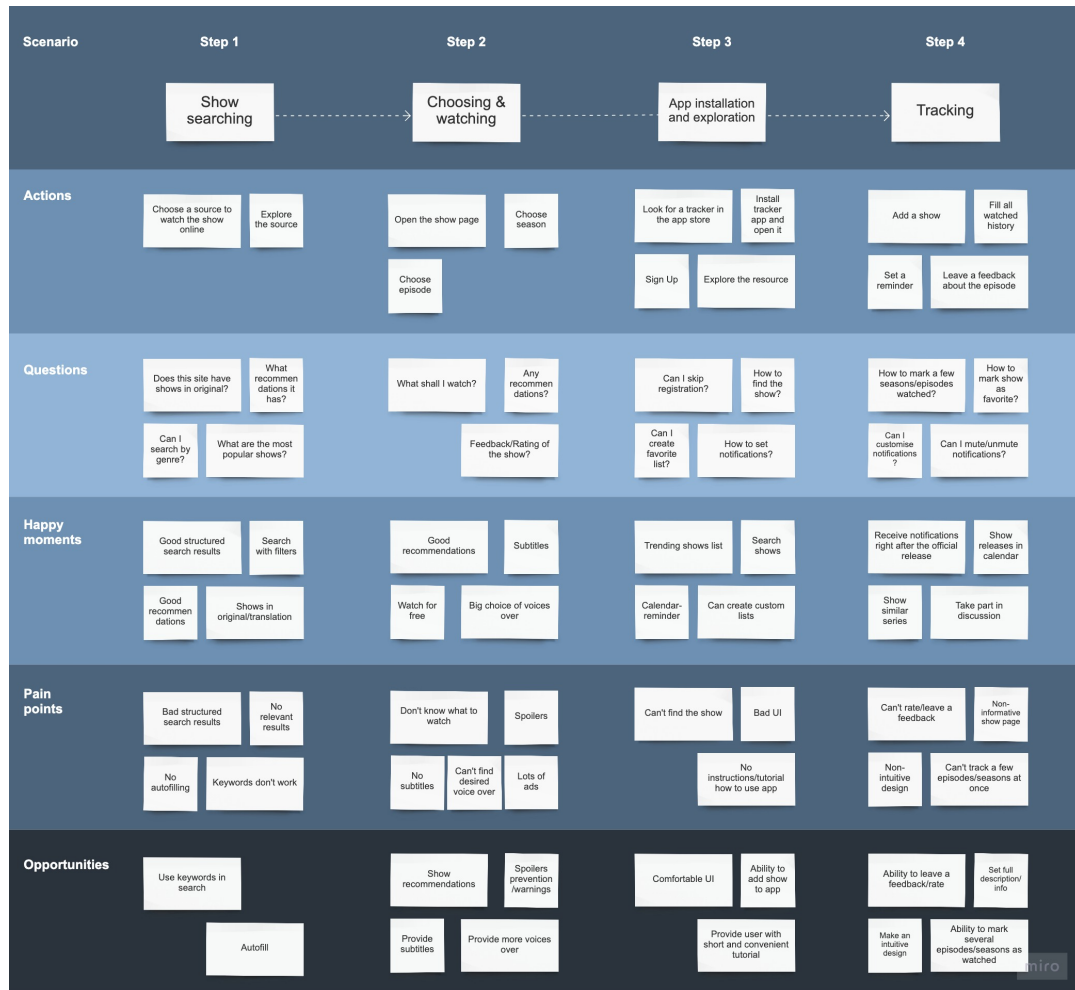 Scenario
Step 1
Step 2
Step 3
Step 4
Show
searching
Choosing &
watching
App installation
and exploration
Tracking
Actions
Choose a source to
watch the show
online
Explore
the source
Open the show page
Choose
season
Choose
episode
Look for a tracker in
the app store
Install
tracker
app and
open it
Sign Up
Explore the resource
Add a show
Fill all
watched
history
Set a
reminder
Leave a feedback
about the episode
Questions
Does this site have
shows in original?
What
recommen
dations it
has?
Can I
search by
genre?
What are the most
popular shows?
What shall I watch?
Any
recommen
dations?
Feedback/Rating of
the show?
Can I skip
registration?
How to
find the
show?
Can I
create
favorite
list?
How to set
notifications?
How to mark a few
seasons/episodes
watched?
How to
mark show
as
favorite?
Can I
customise
notifications
?
Can I mute/unmute
notifications?
Happy
moments
Good structured
search results
Search
with filters
Good
recommen
dations
Shows in
original/translation
Good
recommendations
Subtitles
Watch for
free
Big choice of voices
over
Trending shows list
Search
shows
Calendar-
reminder
Can create custom
lists
Receive notifications
right after the official
release
Show
releases in
calendar
Show
similar
series
Take part in
discussion
Pain
points
Bad structured
search results
No
relevant
results
No
autofilling
Keywords don't work
Don't know what to
watch
Spoilers
No
subtitles
Can't find
desired
voice over
Lots of
ads
Can't find the show
Bad UI
No
instructions/tutorial
how to use app
Can't rate/leave a
feedback
Non-
informative
show page
Non-
intuitive
design
Can't track a few
episodes/seasons at
once
Opportunities
Use keywords in
search
Autofill
Show
recommendations
Spoilers
prevention
/warnings
Provide
subtitles
Provide more voices
over
Comfortable UI
Ability to
add show
to app
Provide user with
short and convenient
tutorial
Ability to leave a
feedback/rate
Set full
description/
info
Make an
intuitive
design
Ability to mark
several
episodes/seasons as
watched
miro